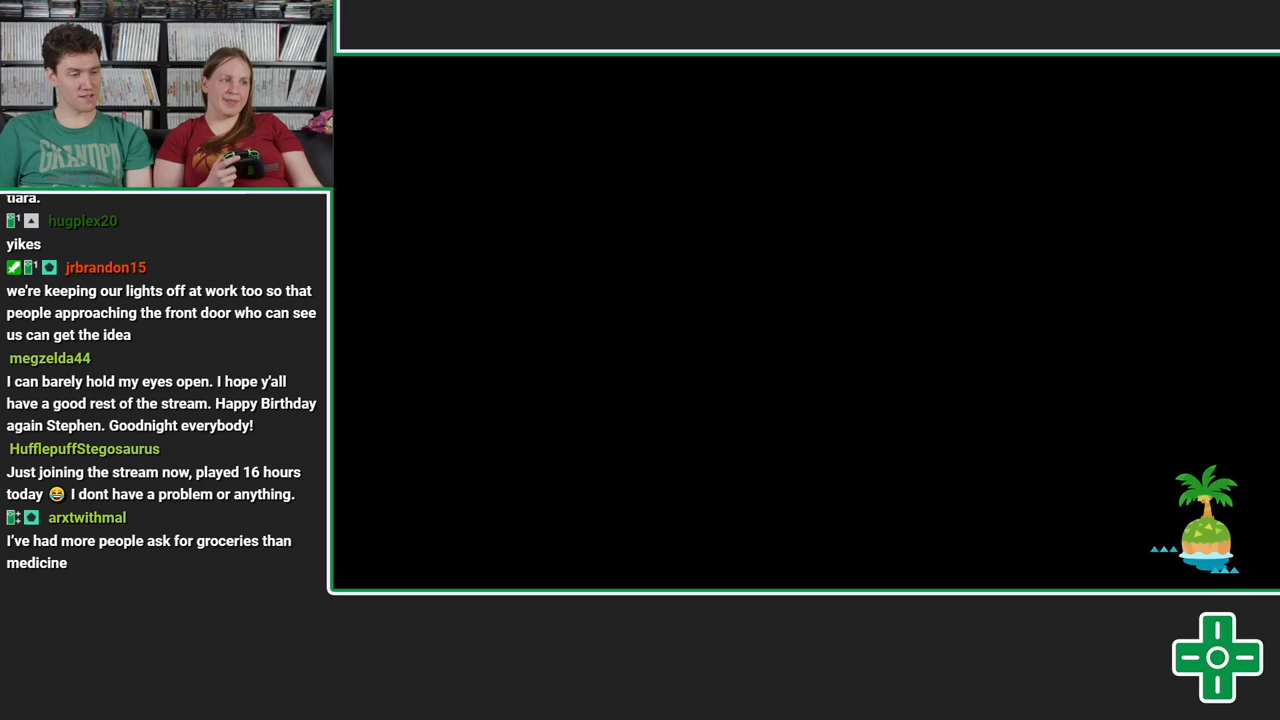 GRANDPA
tiara.
1 hugplex20
yikes
1 jrbrandon15
we're keeping our lights off at work too so that
people approaching the front door who can see
us can get the idea
megzelda44
I can barely hold my eyes open. I hope y'all
have a good rest of the stream. Happy Birthday
again Stephen. Goodnight everybody!
HufflepuffStegosaurus
Just joining the stream now, played 16 hours
today 😂 I dont have a problem or anything.
arxtwithmal
I’ve had more people ask for groceries than
medicine